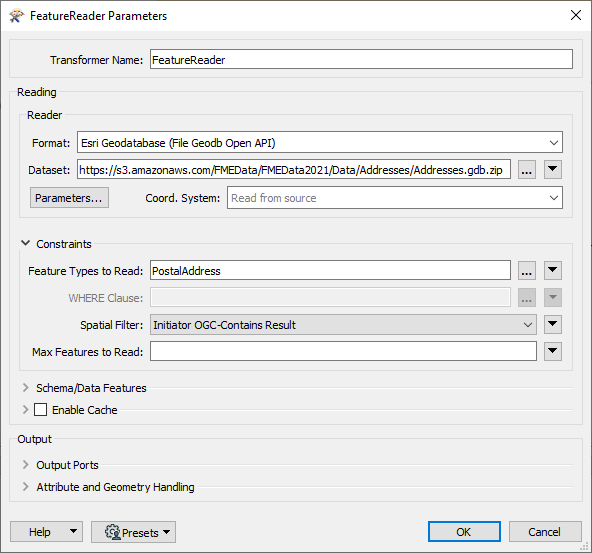 FeatureReader Parameters
Transformer Name: FeatureReader
Reading
Reader
Format: Esri Geodatabase (File Geodb Open API)
Dataset: https://s3.amazonaws.com/FMEData/FMEData2021/Data/Addresses/Addresses.gdb.zip ...
Parameters... Coord. System: Read from source
Constraints
Feature Types to Read: PostalAddress ...
WHERE Clause: ...
Spatial Filter: Initiator OGC-Contains Result
Max Features to Read:
Schema/Data Features
Enable Cache
Output
Output Ports
Attribute and Geometry Handling
Help Presets OK Cancel